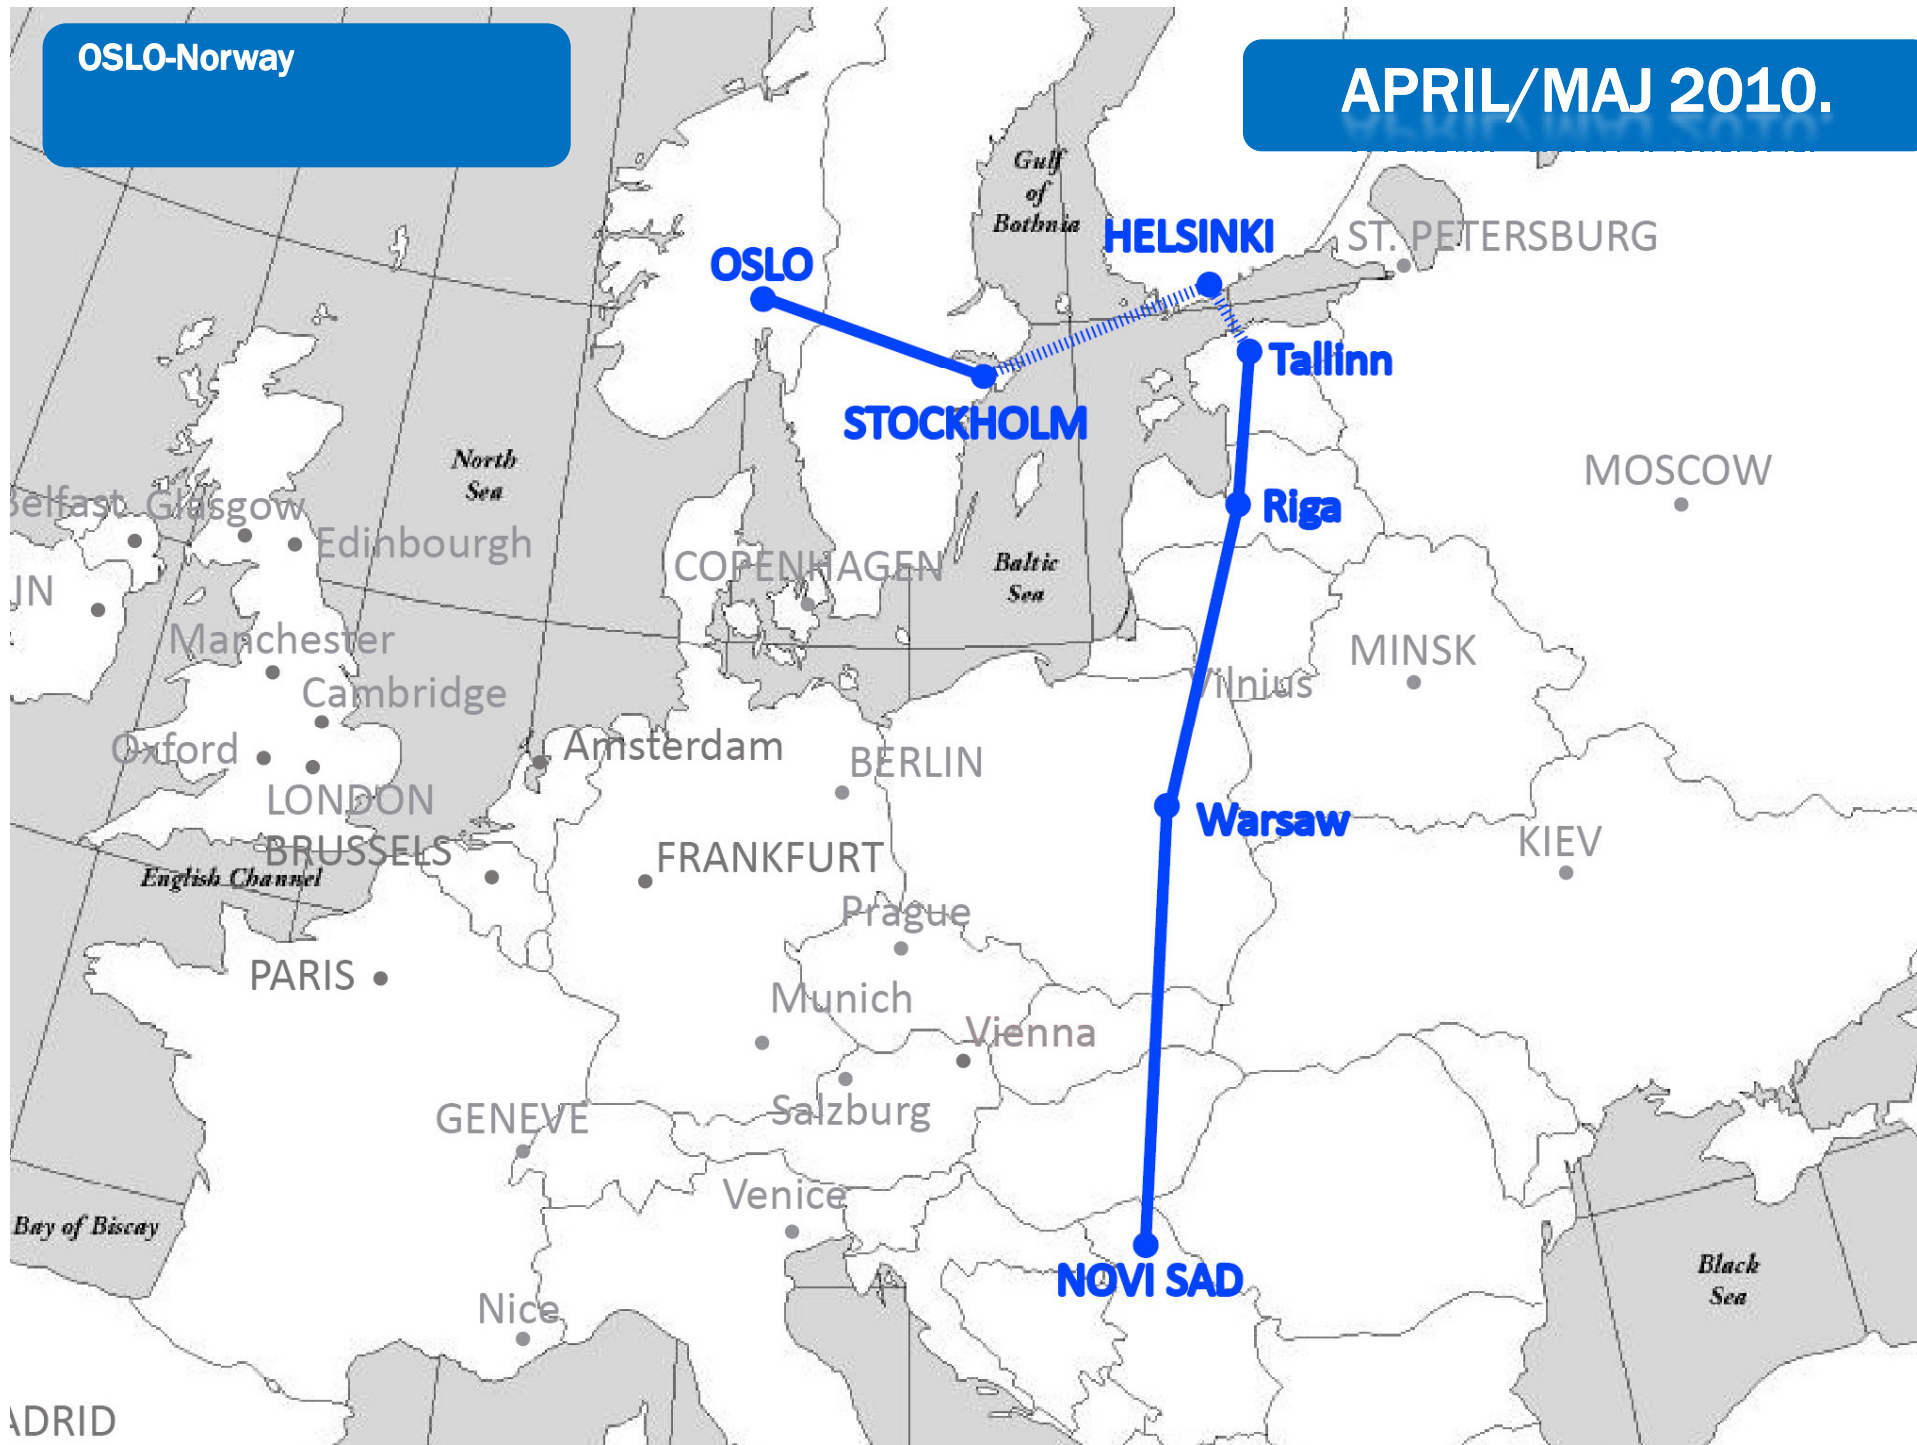 OSLO-Norway
APRIL/MAJ 2010.
Gulf
of
Bothnia
HELSINKI
ST. PETERSBURG
OSLO
Tallinn
STOCKHOLM
North
Sea
MOSCOW
Belfast
Glasgow
Riga
Edinbourgh
COPENHAGEN
Baltic
Sea
IN
Manchester
MINSK
Vilnius
Cambridge
Oxford
Amsterdam
BERLIN
LONDON
Warsaw
BRUSSELS
KIEV
FRANKFURT
English Channel
Prague
PARIS
Munich
Vienna
GENEVE
Salzburg
Venice
Bay of Biscay
NOVI SAD
Black
Sea
Nice
ADRID